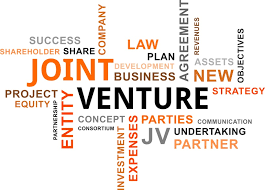 SUCCESS
COMPANY
LAW
AGREEMENT
REVENUES
OBJECTIVES
SHAREHOLDER
SHARE
PLAN
ASSETS
JOINT
DEVELOPMENT
BUSINESS
NEW
PROJECT
EQUITY
ENTITY
VENTURE
STRATEGY
PARTNERSHIP
CONCEPT
CONSORTIUM
PARTIES
COMMUNICATION
INVESTMENT
EXPENSES
JV
UNDERTAKING
PARTNER